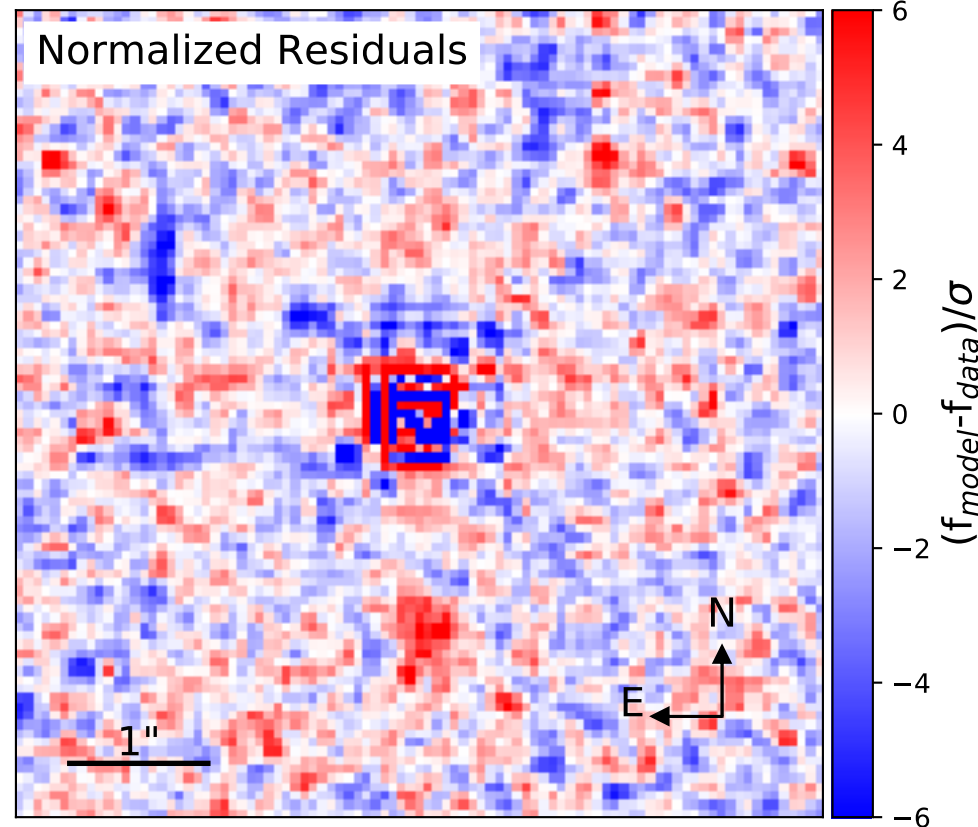 Normalized Residuals
N
E
1"
6
4
2
0
−2
−4
−6
(f_model-f_data)/σ